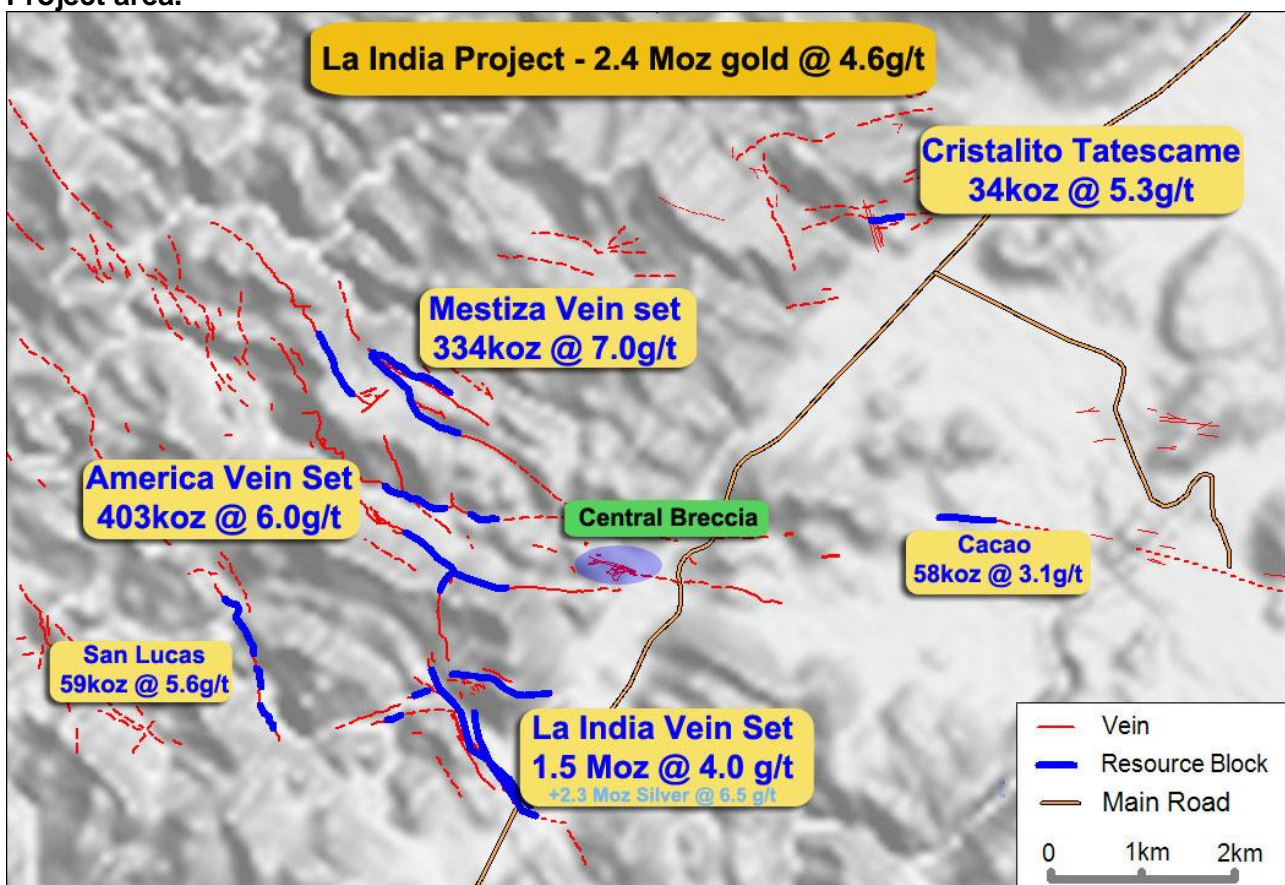 Project area.
La India Project - 2.4 Moz gold @ 4.6g/t
Cristalito Tatescame
34koz @ 5.3g/t
Mestiza Vein set
334koz @ 7.0g/t
America Vein Set
403koz @ 6.0g/t
Central Breccia
Cacao
58koz @ 3.1g/t
San Lucas
59koz @ 5.6g/t
La India Vein Set
1.5 Moz @ 4.0 g/t
+2.3 Moz Silver @ 6.5 g/t
Vein
Resource Block
Main Road
0 1km 2km